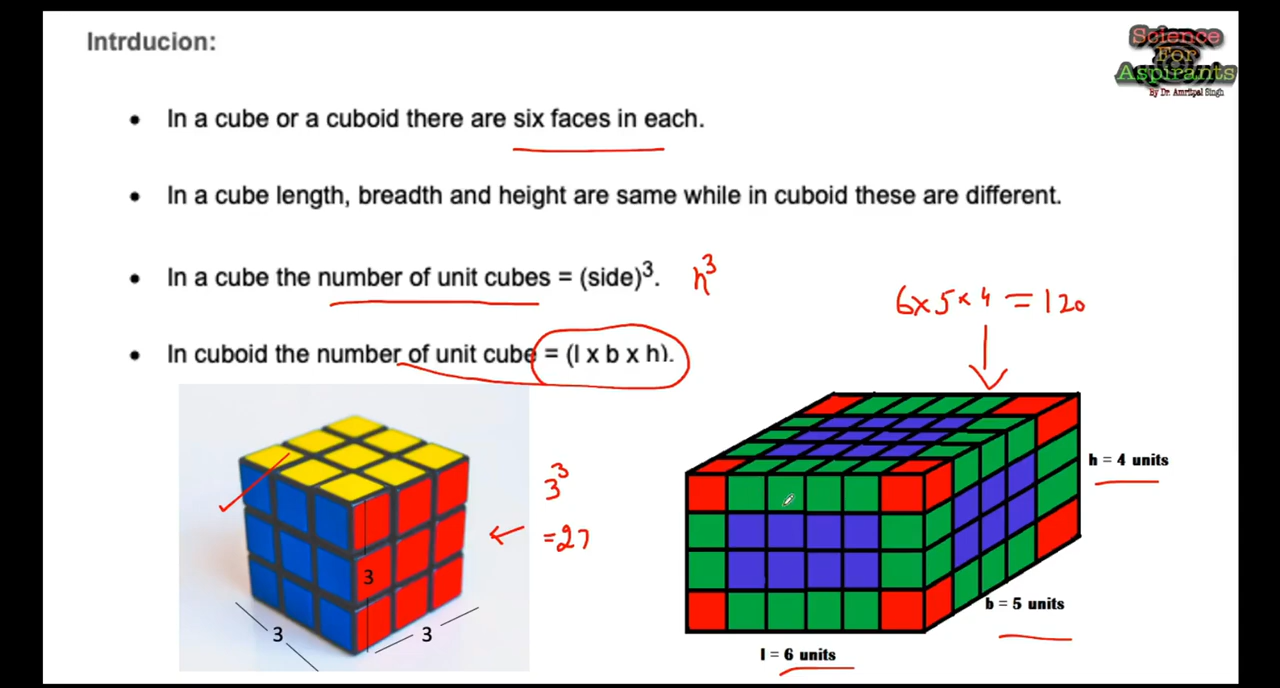 Intrducion:
Science
For
Aspirants
By Dr. Amritpal Singh
• In a cube or a cuboid there are six faces in each.
• In a cube length, breadth and height are same while in cuboid these are different.
• In a cube the number of unit cubes = (side)³. n³
6x5x4 = 120
• In cuboid the number of unit cube = (l x b x h).
3³
=27
3
3
3
h = 4 units
b = 5 units
l = 6 units